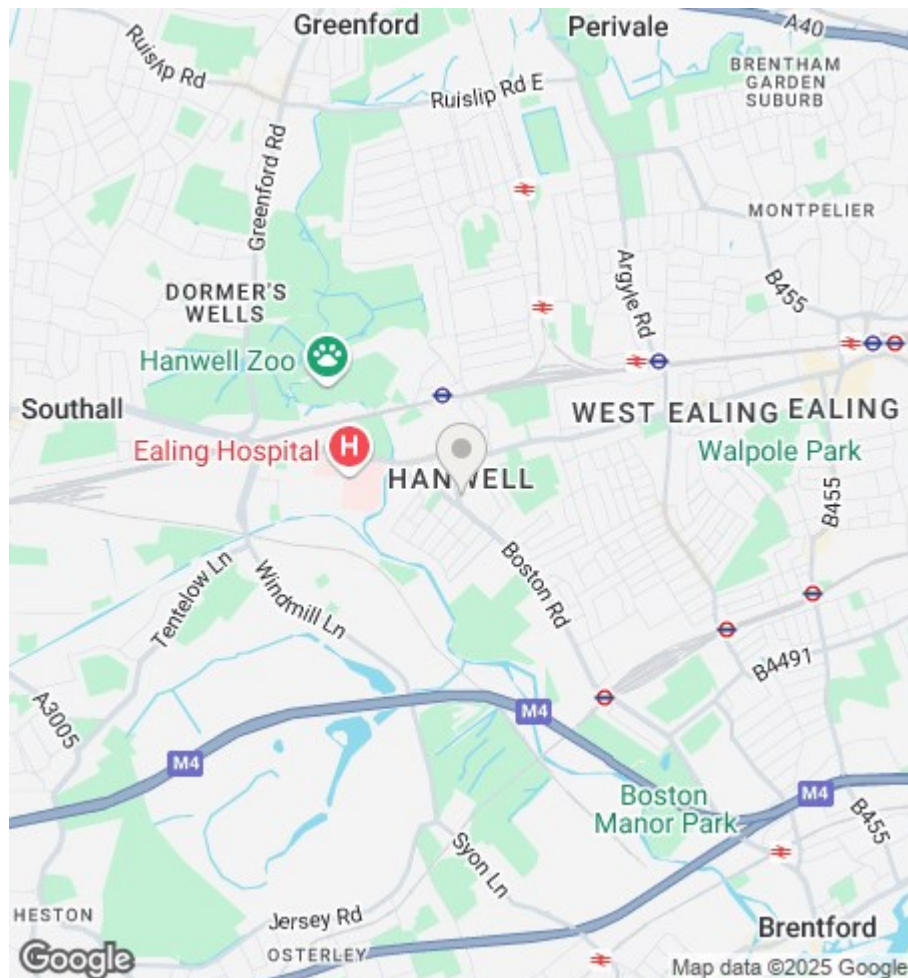 Greenford
Perivale
A40
Ruislip Rd
BRENTHAM
GARDEN
SUBURB
Ruislip Rd E
Greenford Rd
MONTPELIER
Argyle Rd
B455
DORMER'S
WELLS
Hanwell Zoo
Southall
WEST EALING
EALING
Ealing Hospital
H
Walpole Park
HANWELL
B455
Boston Rd
Tentelow Ln
Windmill Ln
BA491
A3005
M4
M4
M4
Boston
Manor Park
B455
Syon Ln
HESTON
Jersey Rd
OSTERLEY
Brentford
Google
Map data ©2025 Google